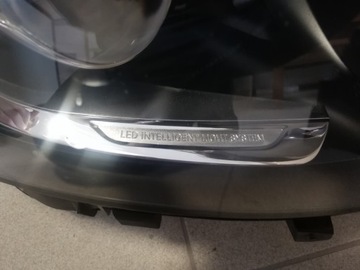 LED INTELLIGENT LIGHT SYSTEM